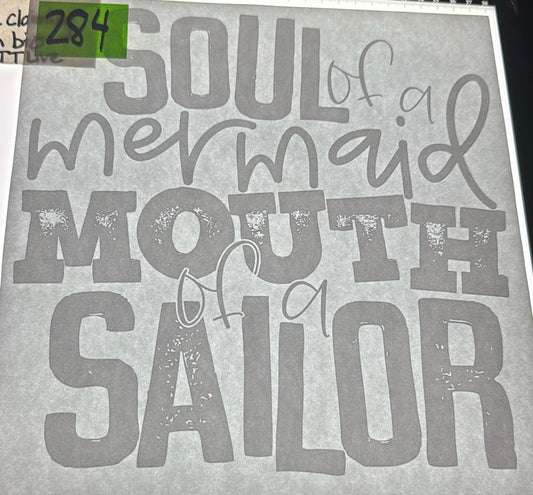 284
SOUL of a
mermaid
MOUTH
of a
SAILOR